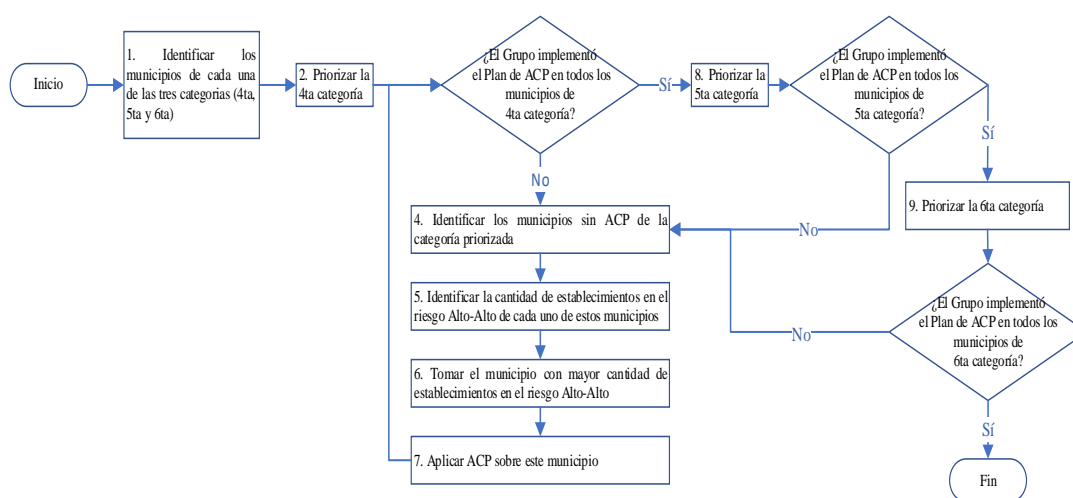 Inicio
1. Identificar los
municipios de cada una
de las tres categorias (4ta,
5ta y 6ta)
2. Priorizar la
4ta categoría
¿El Grupo implementó
el Plan de ACP en todos los
municipios de
4ta categoría?
Sí
8. Priorizar la
5ta categoría
¿El Grupo implementó
el Plan de ACP en todos los
municipios de
5ta categoría?
Sí
No
9. Priorizar la 6ta categoría
4. Identificar los municipios sin ACP de la
categoría priorizada
No
5. Identificar la cantidad de establecimientos en el
riesgo Alto-Alto de cada uno de estos municipios
¿El Grupo implementó
el Plan de ACP en todos los
municipios de
6ta categoría?
No
6. Tomar el municipio con mayor cantidad de
establecimientos en el riesgo Alto-Alto
Sí
7. Aplicar ACP sobre este municipio
Fin